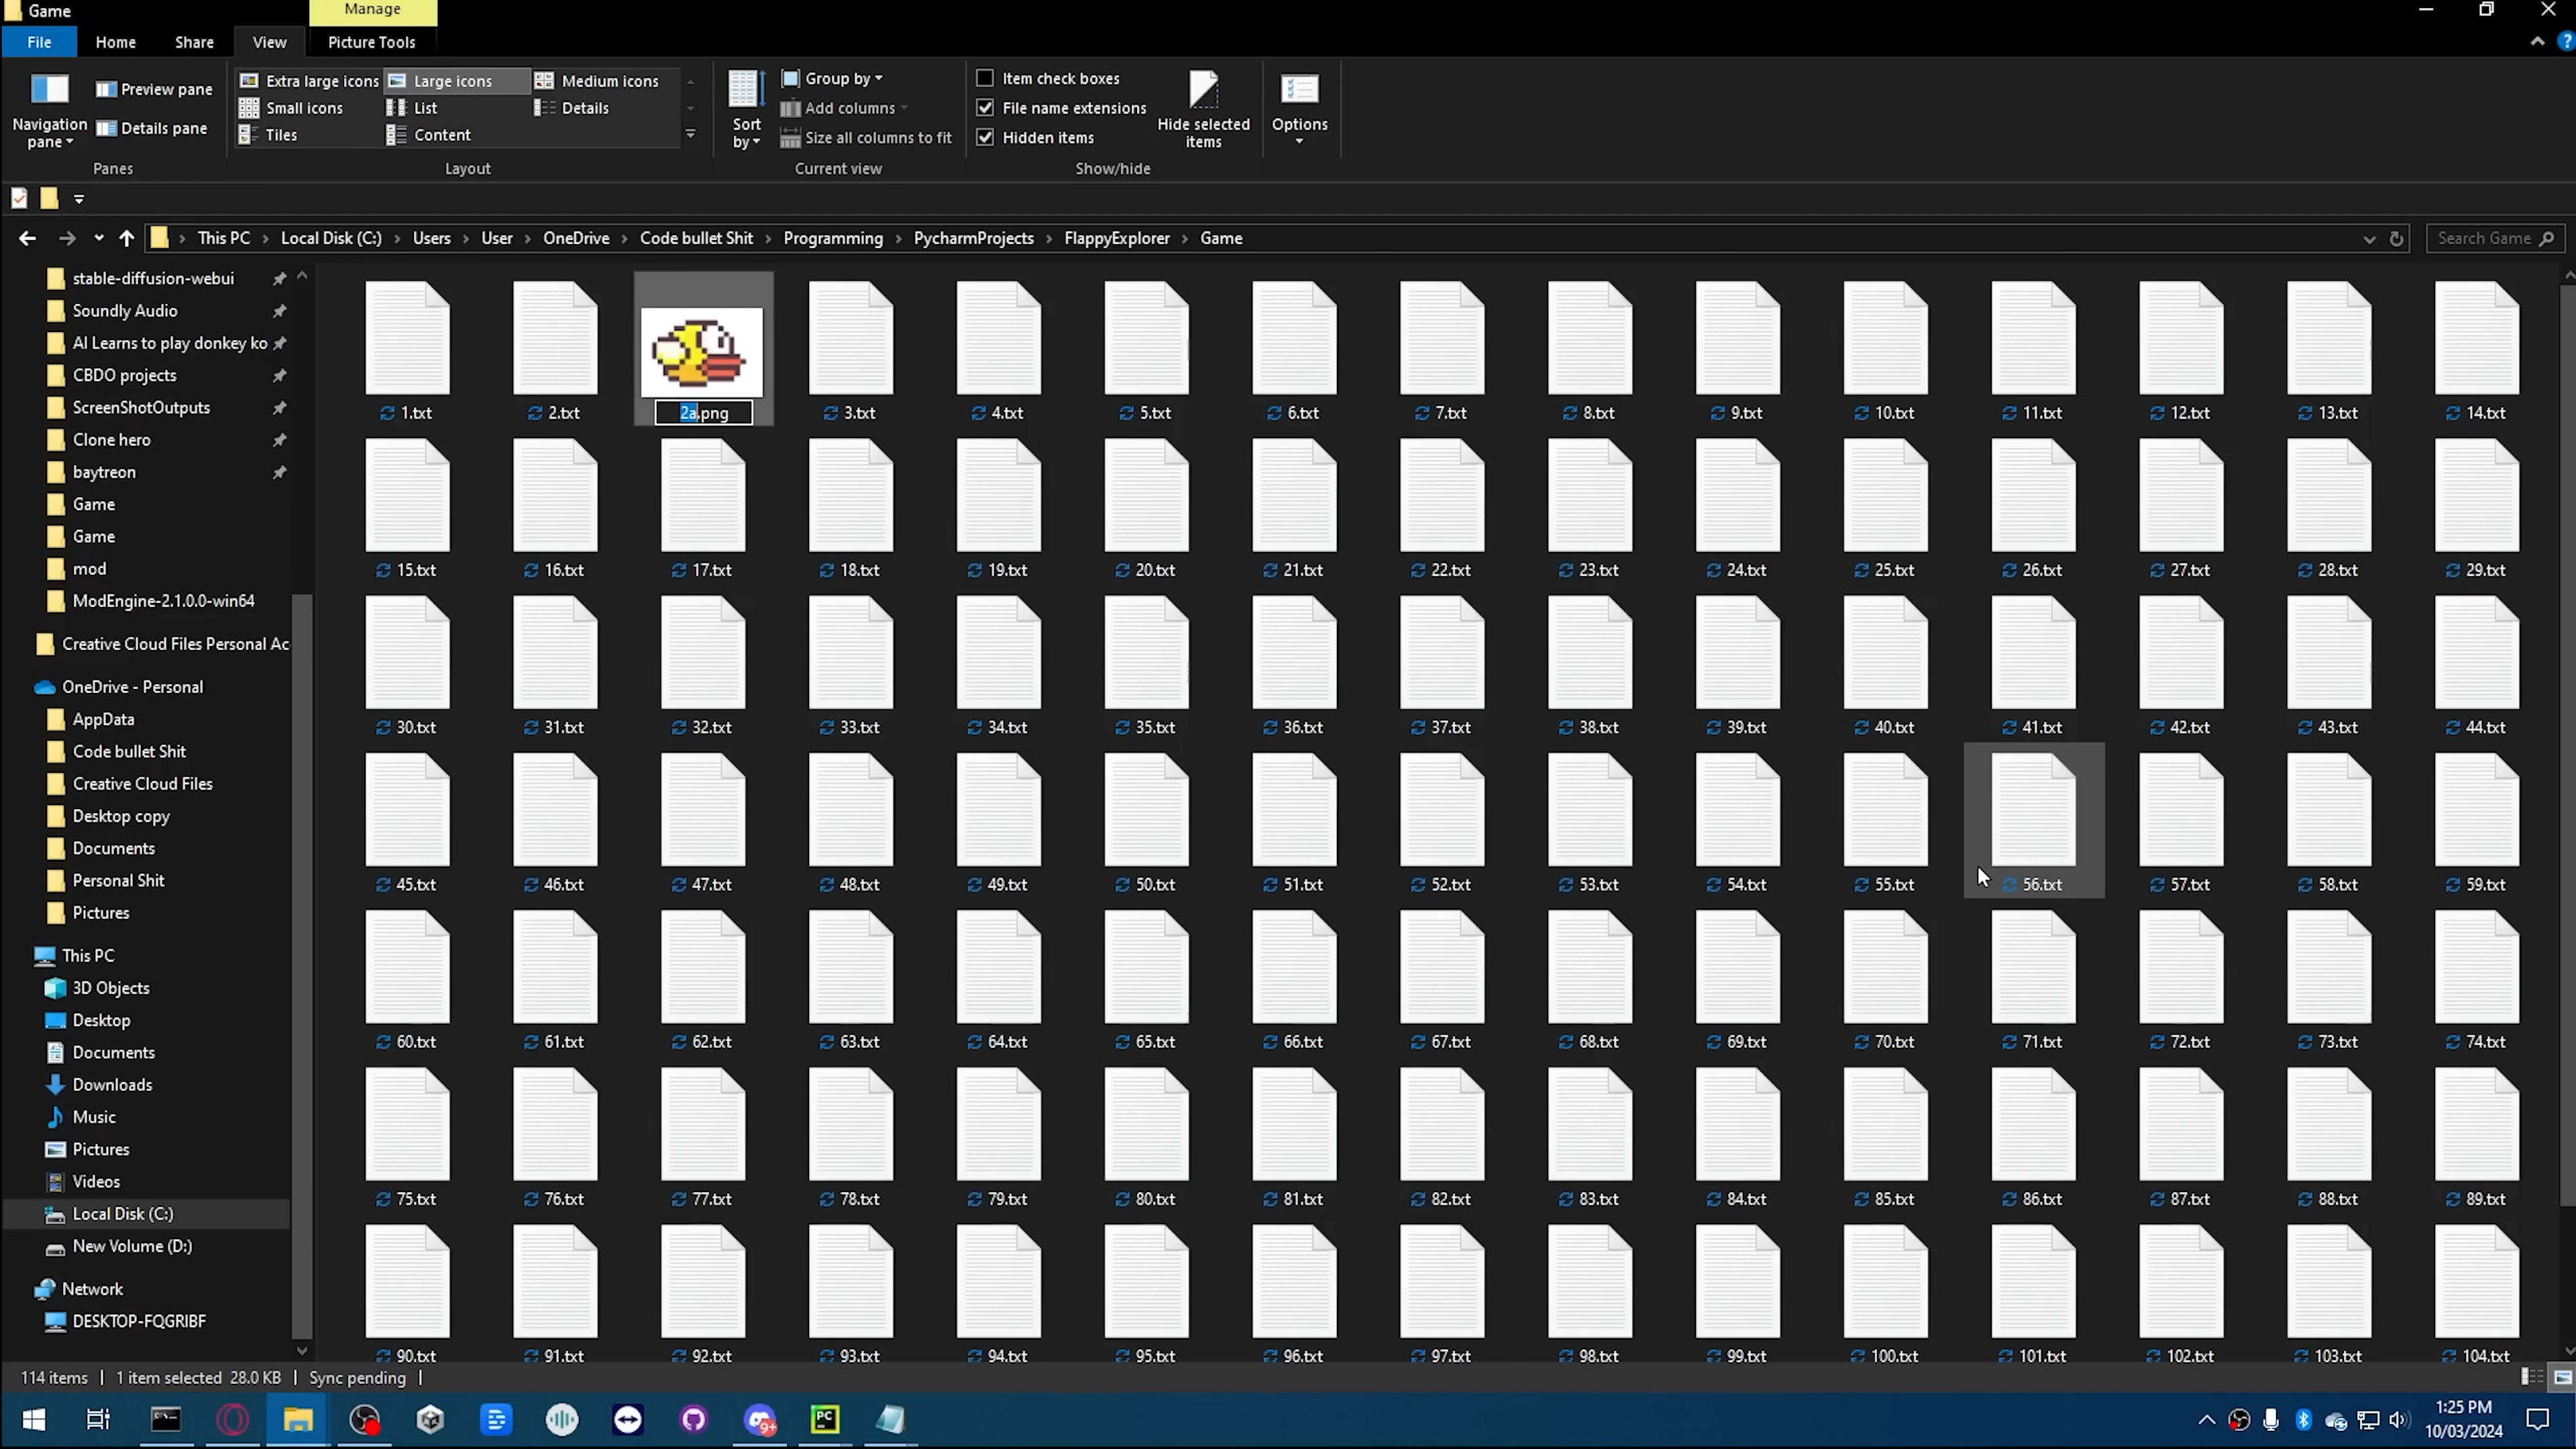 Game
Manage
File
Home
Share
View
Picture Tools
Navigation pane
Preview pane
Details pane
Panes
Extra large icons
Large icons
Medium icons
Small icons
List
Details
Tiles
Content
Layout
Sort by
Group by
Add columns
Size all columns to fit
Current view
Item check boxes
File name extensions
Hidden items
Hide selected items
Show/hide
Options
This PC > Local Disk (C:) > Users > User > OneDrive > Code bullet Shit > Programming > PycharmProjects > FlappyExplorer > Game
Search Game
stable-diffusion-webui
Soundly Audio
AI Learns to play donkey ko
CBDO projects
ScreenShotOutputs
Clone hero
baytreon
Game
Game
mod
ModEngine-2.1.0.0-win64
Creative Cloud Files Personal Ac
OneDrive - Personal
AppData
Code bullet Shit
Creative Cloud Files
Desktop copy
Documents
Personal Shit
Pictures
This PC
3D Objects
Desktop
Documents
Downloads
Music
Pictures
Videos
Local Disk (C:)
New Volume (D:)
Network
DESKTOP-FQGRIBF
1.txt 2.txt 2a.png 3.txt 4.txt 5.txt 6.txt 7.txt 8.txt 9.txt 10.txt 11.txt 12.txt 13.txt 14.txt
15.txt 16.txt 17.txt 18.txt 19.txt 20.txt 21.txt 22.txt 23.txt 24.txt 25.txt 26.txt 27.txt 28.txt 29.txt
30.txt 31.txt 32.txt 33.txt 34.txt 35.txt 36.txt 37.txt 38.txt 39.txt 40.txt 41.txt 42.txt 43.txt 44.txt
45.txt 46.txt 47.txt 48.txt 49.txt 50.txt 51.txt 52.txt 53.txt 54.txt 55.txt 56.txt 57.txt 58.txt 59.txt
60.txt 61.txt 62.txt 63.txt 64.txt 65.txt 66.txt 67.txt 68.txt 69.txt 70.txt 71.txt 72.txt 73.txt 74.txt
75.txt 76.txt 77.txt 78.txt 79.txt 80.txt 81.txt 82.txt 83.txt 84.txt 85.txt 86.txt 87.txt 88.txt 89.txt
90.txt 91.txt 92.txt 93.txt 94.txt 95.txt 96.txt 97.txt 98.txt 99.txt 100.txt 101.txt 102.txt 103.txt 104.txt
114 items | 1 item selected 28.0 KB | Sync pending |
PC
9+
1:25 PM
10/03/2024